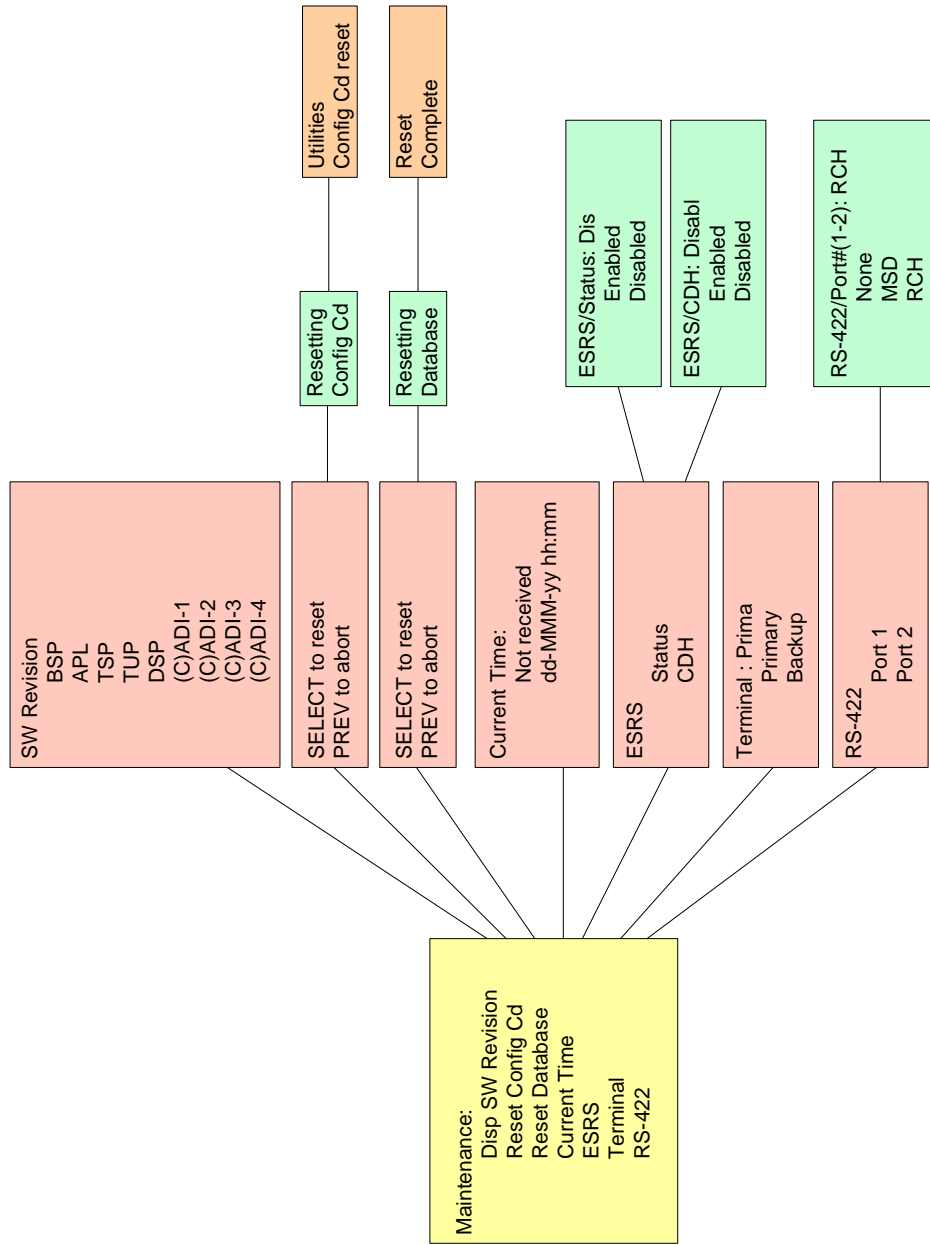 Maintenance:
Disp SW Revision
Reset Config Cd
Reset Database
Current Time
ESRS
Terminal
RS-422
SW Revision
BSP
APL
TSP
TUP
DSP
(C)ADI-1
(C)ADI-2
(C)ADI-3
(C)ADI-4
SELECT to reset
PREV to abort
Resetting
Config Cd
Utilities
Config Cd reset
SELECT to reset
PREV to abort
Resetting
Database
Reset
Complete
Current Time:
Not received
dd-MMM-yy hh:mm
ESRS
Status
CDH
ESRS/Status: Dis
Enabled
Disabled
ESRS/CDH: Disabl
Enabled
Disabled
Terminal : Prima
Primary
Backup
RS-422
Port 1
Port 2
RS-422/Port#(1-2): RCH
None
MSD
RCH